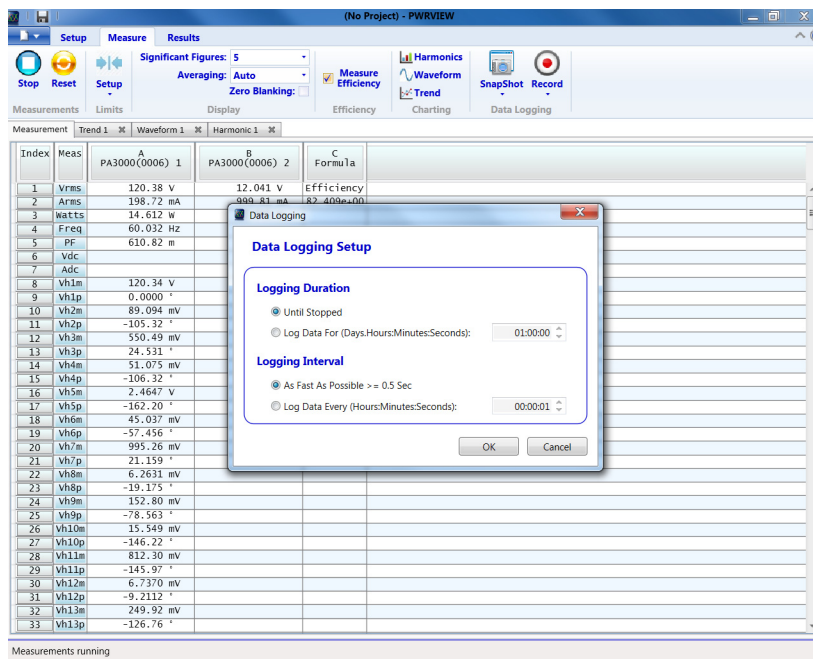 (No Project) - PWRVIEW
Setup Measure Results
Stop Reset Setup
Significant Figures: 5
Averaging: Auto
Zero Blanking:
Measure Efficiency
Harmonics
Waveform
Trend
SnapShot Record
Measurements Limits Display Efficiency Charting Data Logging
Measurement Trend 1 Waveform 1 Harmonic 1
Index Meas A B C
PA3000(0006) 1 PA3000(0006) 2 Formula
1 Vrms 120.38 V 12.041 V Efficiency
2 Arms 198.72 mA 999.81 mA 82.409e+00
3 Watts 14.612 W
4 Freq 60.032 Hz
5 PF 610.82 m
6 Vdc
7 Adc
8 Vh1m 120.34 V
9 Vh1p 0.0000 °
10 Vh2m 89.094 mV
11 Vh2p -105.32 °
12 Vh3m 550.49 mV
13 Vh3p 24.531 °
14 Vh4m 51.075 mV
15 Vh4p -106.32 °
16 Vh5m 2.4647 V
17 Vh5p -162.20 °
18 Vh6m 45.037 mV
19 Vh6p -57.456 °
20 Vh7m 995.26 mV
21 Vh7p 21.159 °
22 Vh8m 6.2631 mV
23 Vh8p -19.175 °
24 Vh9m 152.80 mV
25 Vh9p -78.563 °
26 Vh10m 15.549 mV
27 Vh10p -146.22 °
28 Vh11m 812.30 mV
29 Vh11p -145.97 °
30 Vh12m 6.7370 mV
31 Vh12p -9.2112 °
32 Vh13m 249.92 mV
33 Vh13p -126.76 °
Data Logging
Data Logging Setup
Logging Duration
Until Stopped
Log Data For (Days.Hours:Minutes:Seconds): 01:00:00
Logging Interval
As Fast As Possible >= 0.5 Sec
Log Data Every (Hours:Minutes:Seconds): 00:00:01
OK Cancel
Measurements running